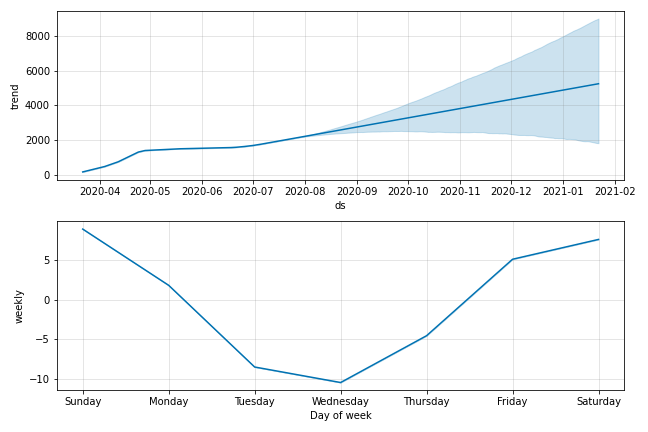 8000
6000
4000
2000
0
trend
2020-04 2020-05 2020-06 2020-07 2020-08 2020-09 2020-10 2020-11 2020-12 2021-01 2021-02
ds
5
0
−5
−10
weekly
Sunday Monday Tuesday Wednesday Thursday Friday Saturday
Day of week